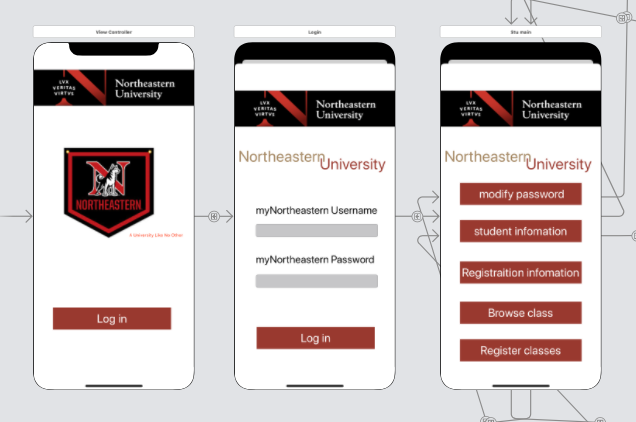 View Controller
LVX
VERITAS
VIRTVS
Northeastern
University
N
NORTHEASTERN
A University Like No Other
Log in
Login
LVX
VERITAS
VIRTVS
Northeastern
University
Northeastern University
myNortheastern Username
myNortheastern Password
Log in
Stu main
LVX
VERITAS
VIRTVS
Northeastern
University
Northeastern University
modify password
student infomation
Registraition infomation
Browse class
Register classes